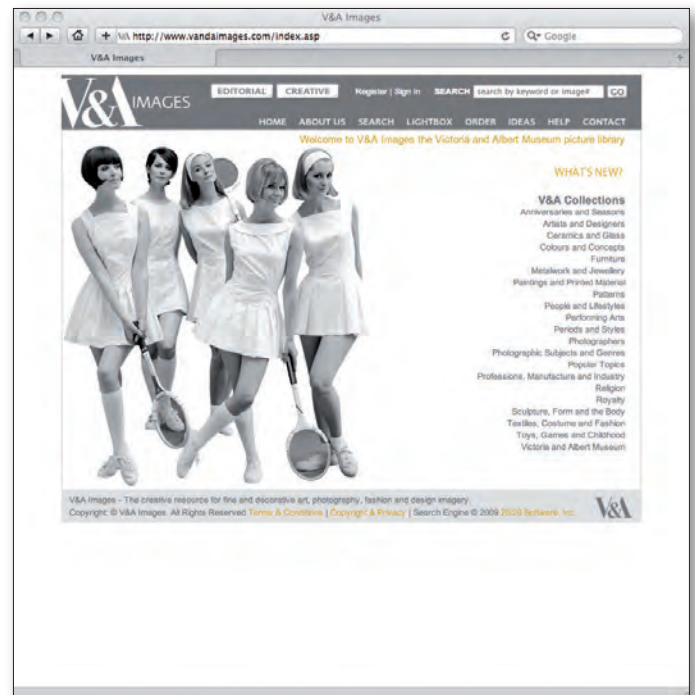 V&A Images
VA http://www.vandaimages.com/index.asp
Google
V&A Images
V&A IMAGES
EDITORIAL
CREATIVE
Register | Sign in
SEARCH
search by keyword or image#
GO
HOME ABOUT US SEARCH LIGHTBOX ORDER IDEAS HELP CONTACT
Welcome to V&A Images the Victoria and Albert Museum picture library
WHAT'S NEW?
V&A Collections
Anniversaries and Seasons
Artists and Designers
Ceramics and Glass
Colours and Concepts
Furniture
Metalwork and Jewellery
Paintings and Printed Material
Patterns
People and Lifestyles
Performing Arts
Periods and Styles
Photographers
Photographic Subjects and Genres
Popular Topics
Professions, Manufacture and Industry
Religion
Royalty
Sculpture, Form and the Body
Textiles, Costume and Fashion
Toys, Games and Childhood
Victoria and Albert Museum
V&A Images - The creative resource for fine and decorative art, photography, fashion and design imagery.
Copyright © V&A Images. All Rights Reserved Terms & Conditions | Copyright & Privacy | Search Engine © 2009 Software, Inc.
V&A